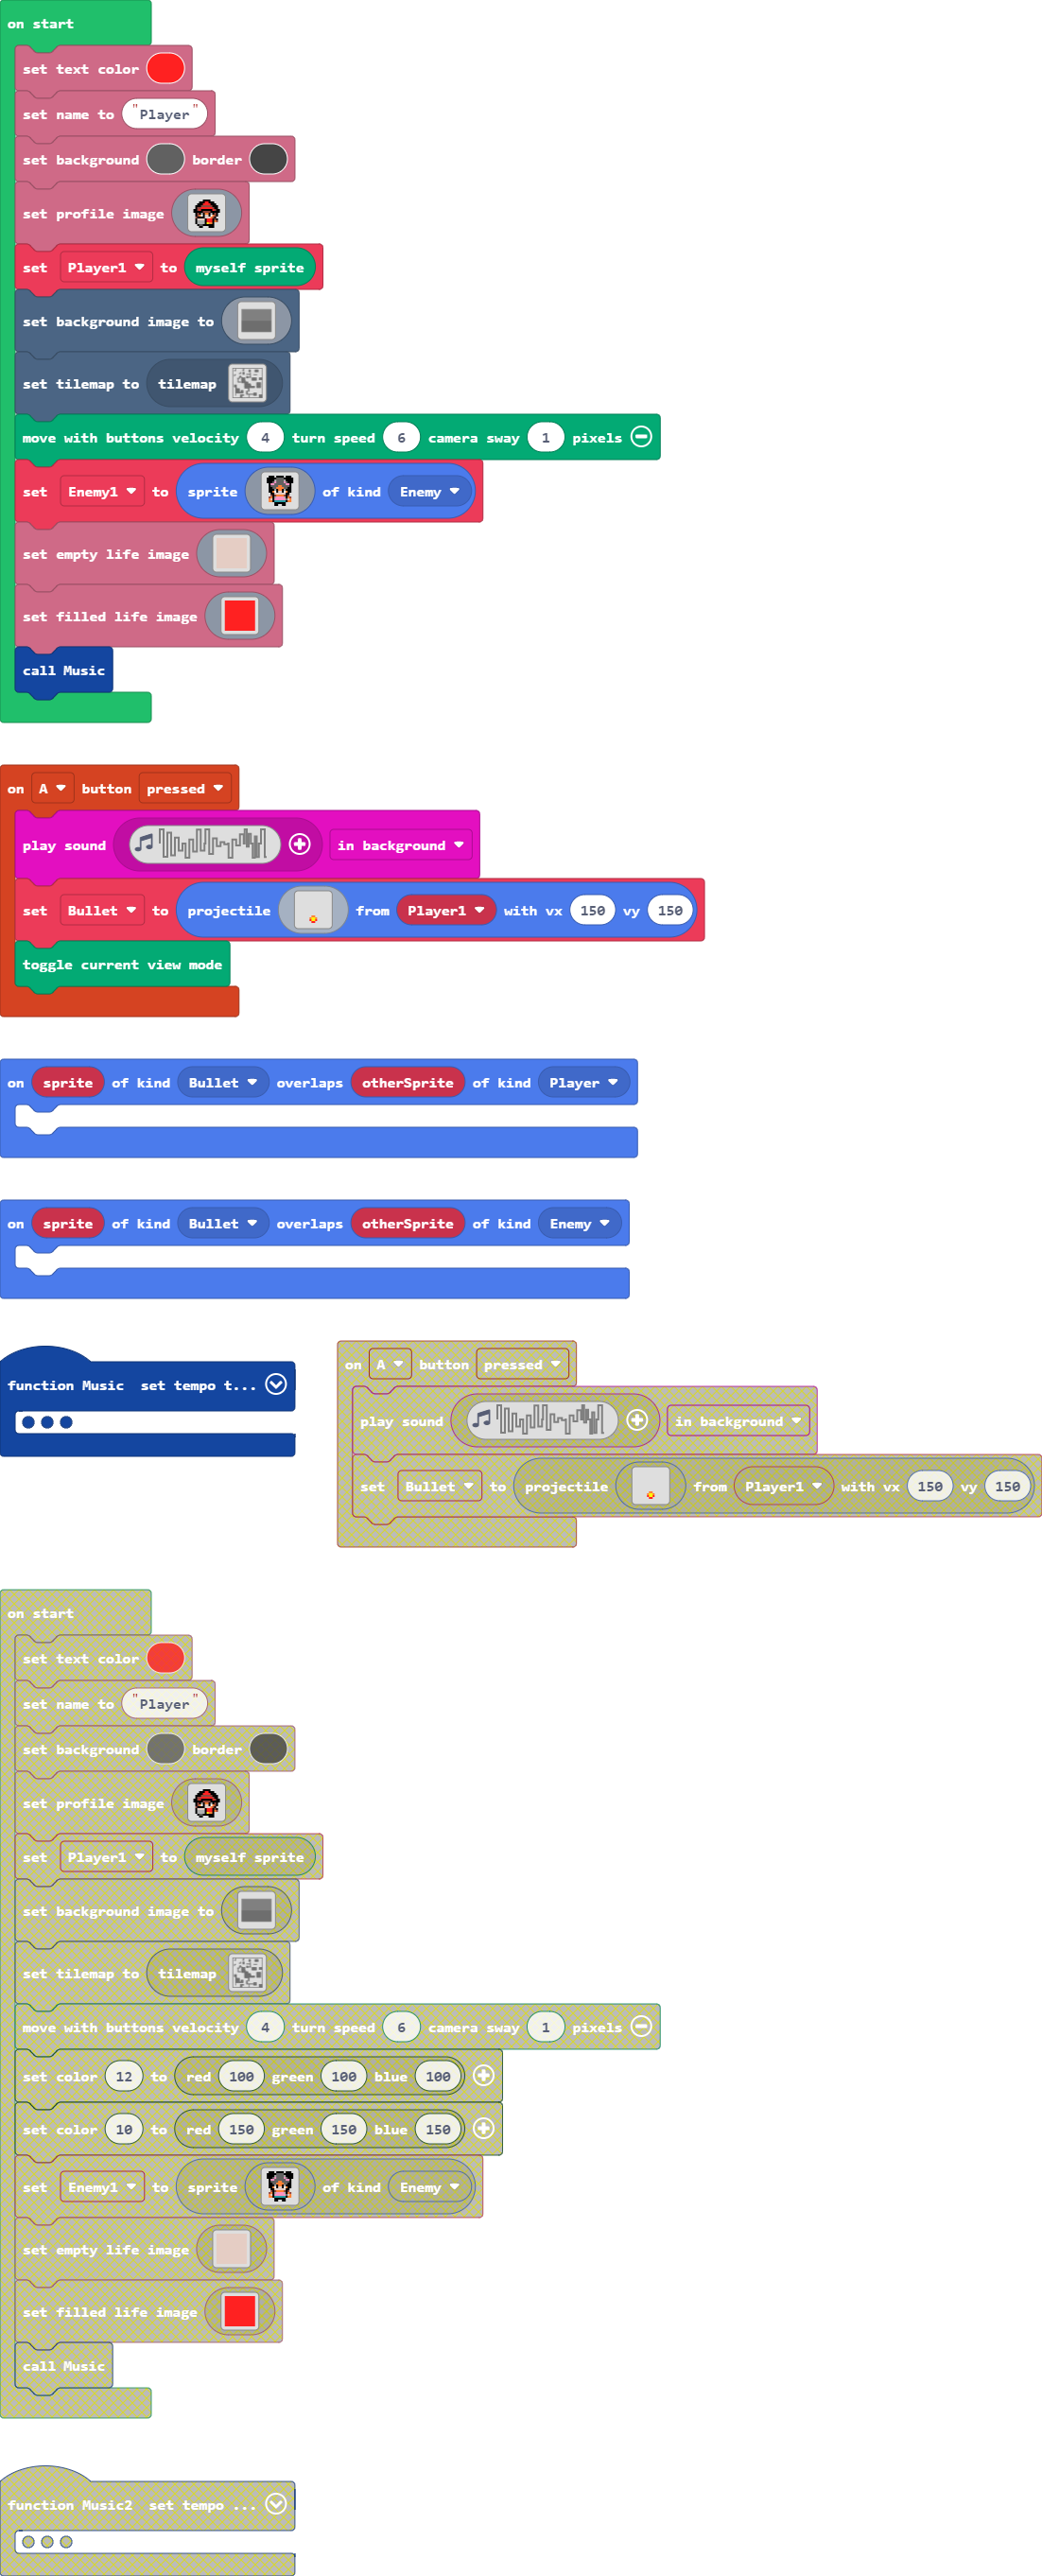 on start
set text color
set name to "Player"
set background border
set profile image
set Player1 to myself sprite
set background image to
set tilemap to tilemap
move with buttons velocity 4 turn speed 6 camera sway 1 pixels
set Enemy1 to sprite of kind Enemy
set empty life image
set filled life image
call Music
on A button pressed
play sound in background
set Bullet to projectile from Player1 with vx 150 vy 150
toggle current view mode
on sprite of kind Bullet overlaps otherSprite of kind Player
on sprite of kind Bullet overlaps otherSprite of kind Enemy
function Music set tempo t...
on A button pressed
play sound in background
set Bullet to projectile from Player1 with vx 150 vy 150
on start
set text color
set name to "Player"
set background border
set profile image
set Player1 to myself sprite
set background image to
set tilemap to tilemap
move with buttons velocity 4 turn speed 6 camera sway 1 pixels
set color 12 to red 100 green 100 blue 100
set color 10 to red 150 green 150 blue 150
set Enemy1 to sprite of kind Enemy
set empty life image
set filled life image
call Music
function Music2 set tempo ...